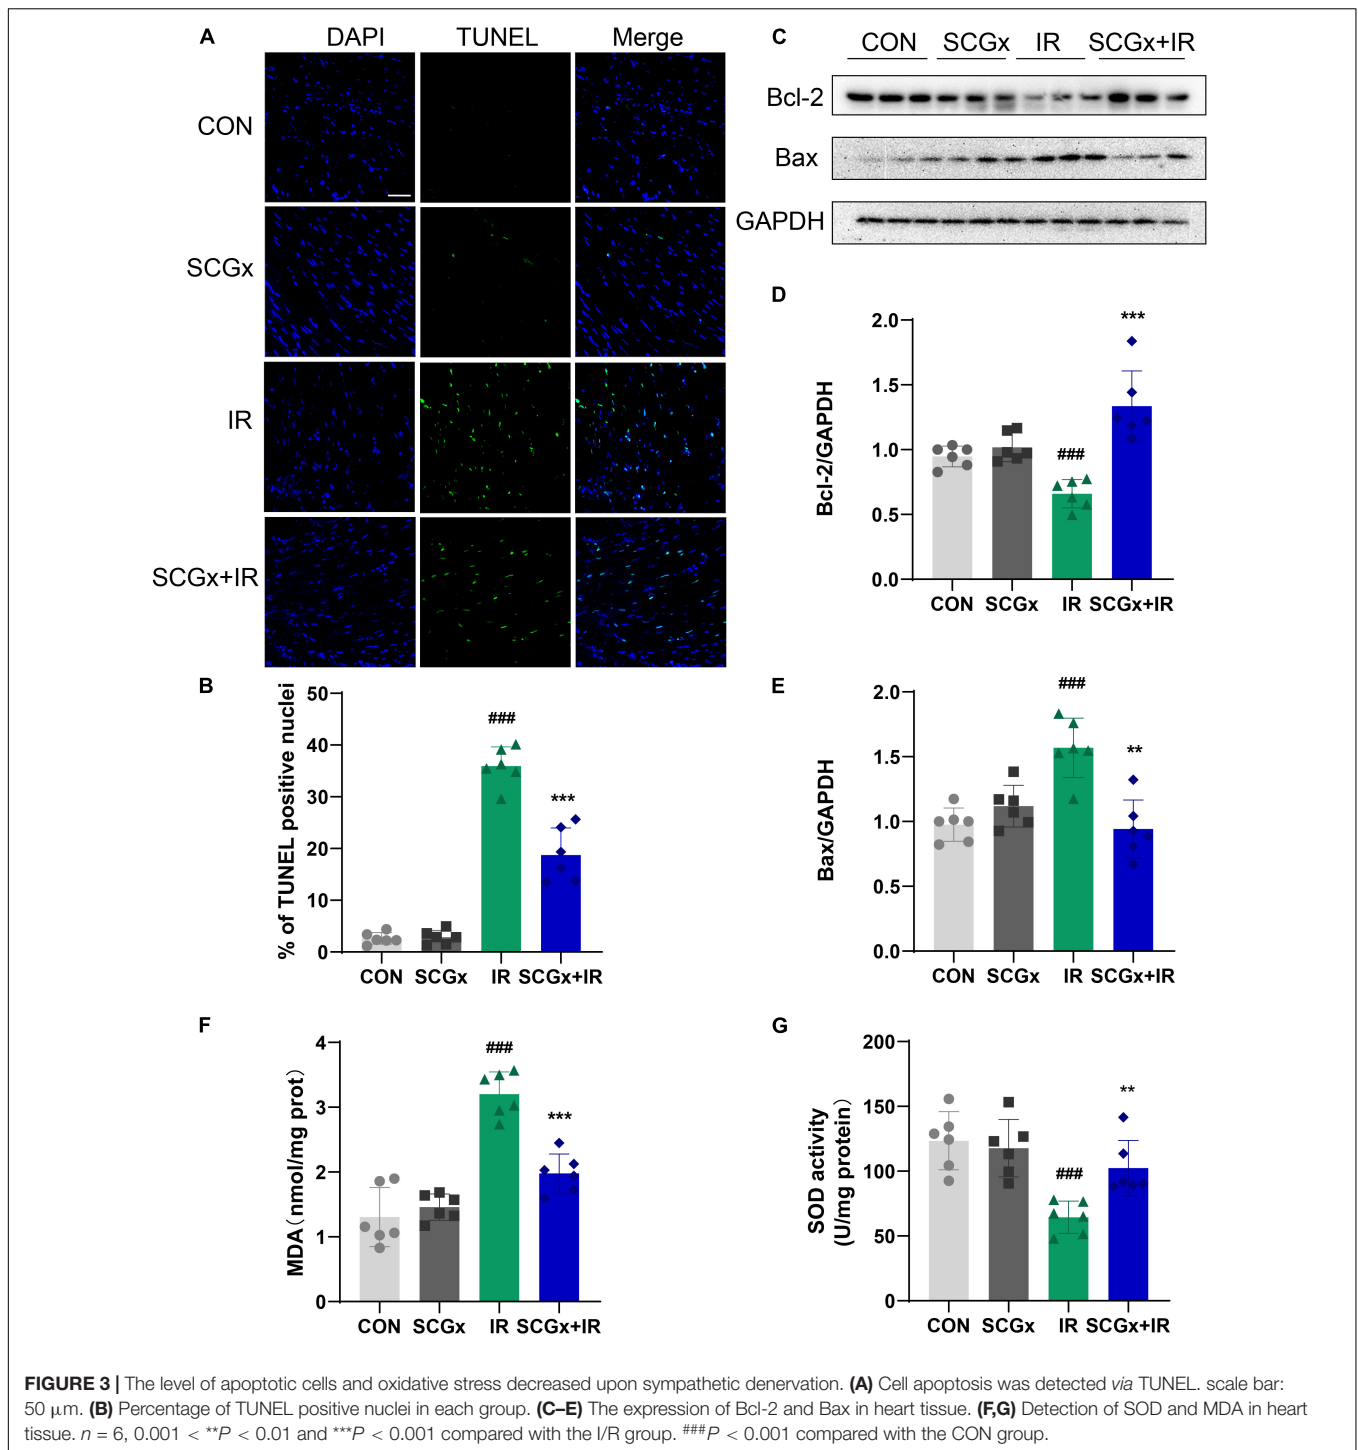 A
DAPI TUNEL Merge
CON
SCGx
IR
SCGx+IR
C
CON SCGx IR SCGx+IR
Bcl-2
Bax
GAPDH
D
Bcl-2/GAPDH
2.0
1.5
1.0
0.5
0.0
###
***
CON SCGx IR SCGx+IR
B
% of TUNEL positive nuclei
50
40
30
20
10
0
###
***
CON SCGx IR SCGx+IR
E
Bax/GAPDH
2.0
1.5
1.0
0.5
0.0
###
**
CON SCGx IR SCGx+IR
F
MDA(nmol/mg prot)
4
3
2
1
0
###
***
CON SCGx IR SCGx+IR
G
SOD activity
(U/mg protein)
200
150
100
50
0
###
**
CON SCGx IR SCGx+IR
FIGURE 3 | The level of apoptotic cells and oxidative stress decreased upon sympathetic denervation. (A) Cell apoptosis was detected via TUNEL. scale bar:
50 μm. (B) Percentage of TUNEL positive nuclei in each group. (C–E) The expression of Bcl-2 and Bax in heart tissue. (F,G) Detection of SOD and MDA in heart
tissue. n = 6, 0.001 < **P < 0.01 and ***P < 0.001 compared with the I/R group. ###P < 0.001 compared with the CON group.